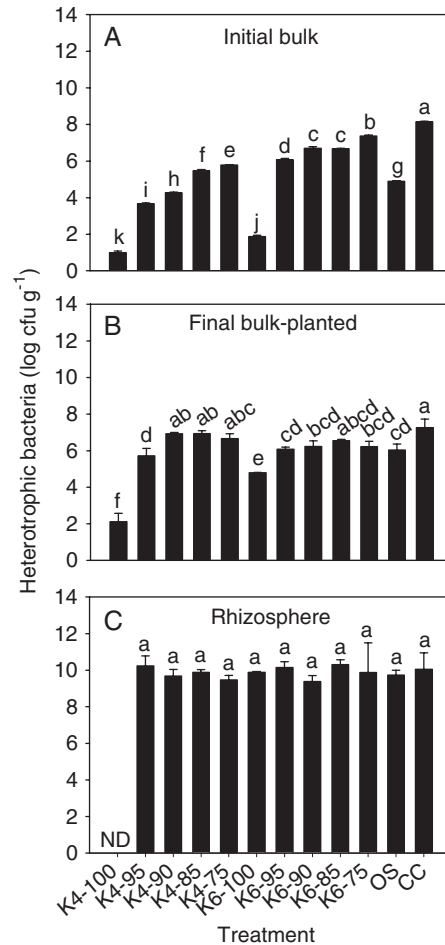 Heterotrophic bacteria (log cfu g⁻¹)
14
12
10
8
6
4
2
0
A
Initial bulk
k
i
h
f
e
j
d
c
c
b
g
a
14
12
10
8
6
4
2
0
B
Final bulk-planted
f
d
ab
ab
abc
e
cd
bcd
abcd
bcd
cd
a
14
12
10
8
6
4
2
0
C
Rhizosphere
ND
a
a
a
a
a
a
a
a
a
a
a
K4-100
K4-95
K4-90
K4-85
K4-75
K6-100
K6-95
K6-90
K6-85
K6-75
OS
CC
Treatment